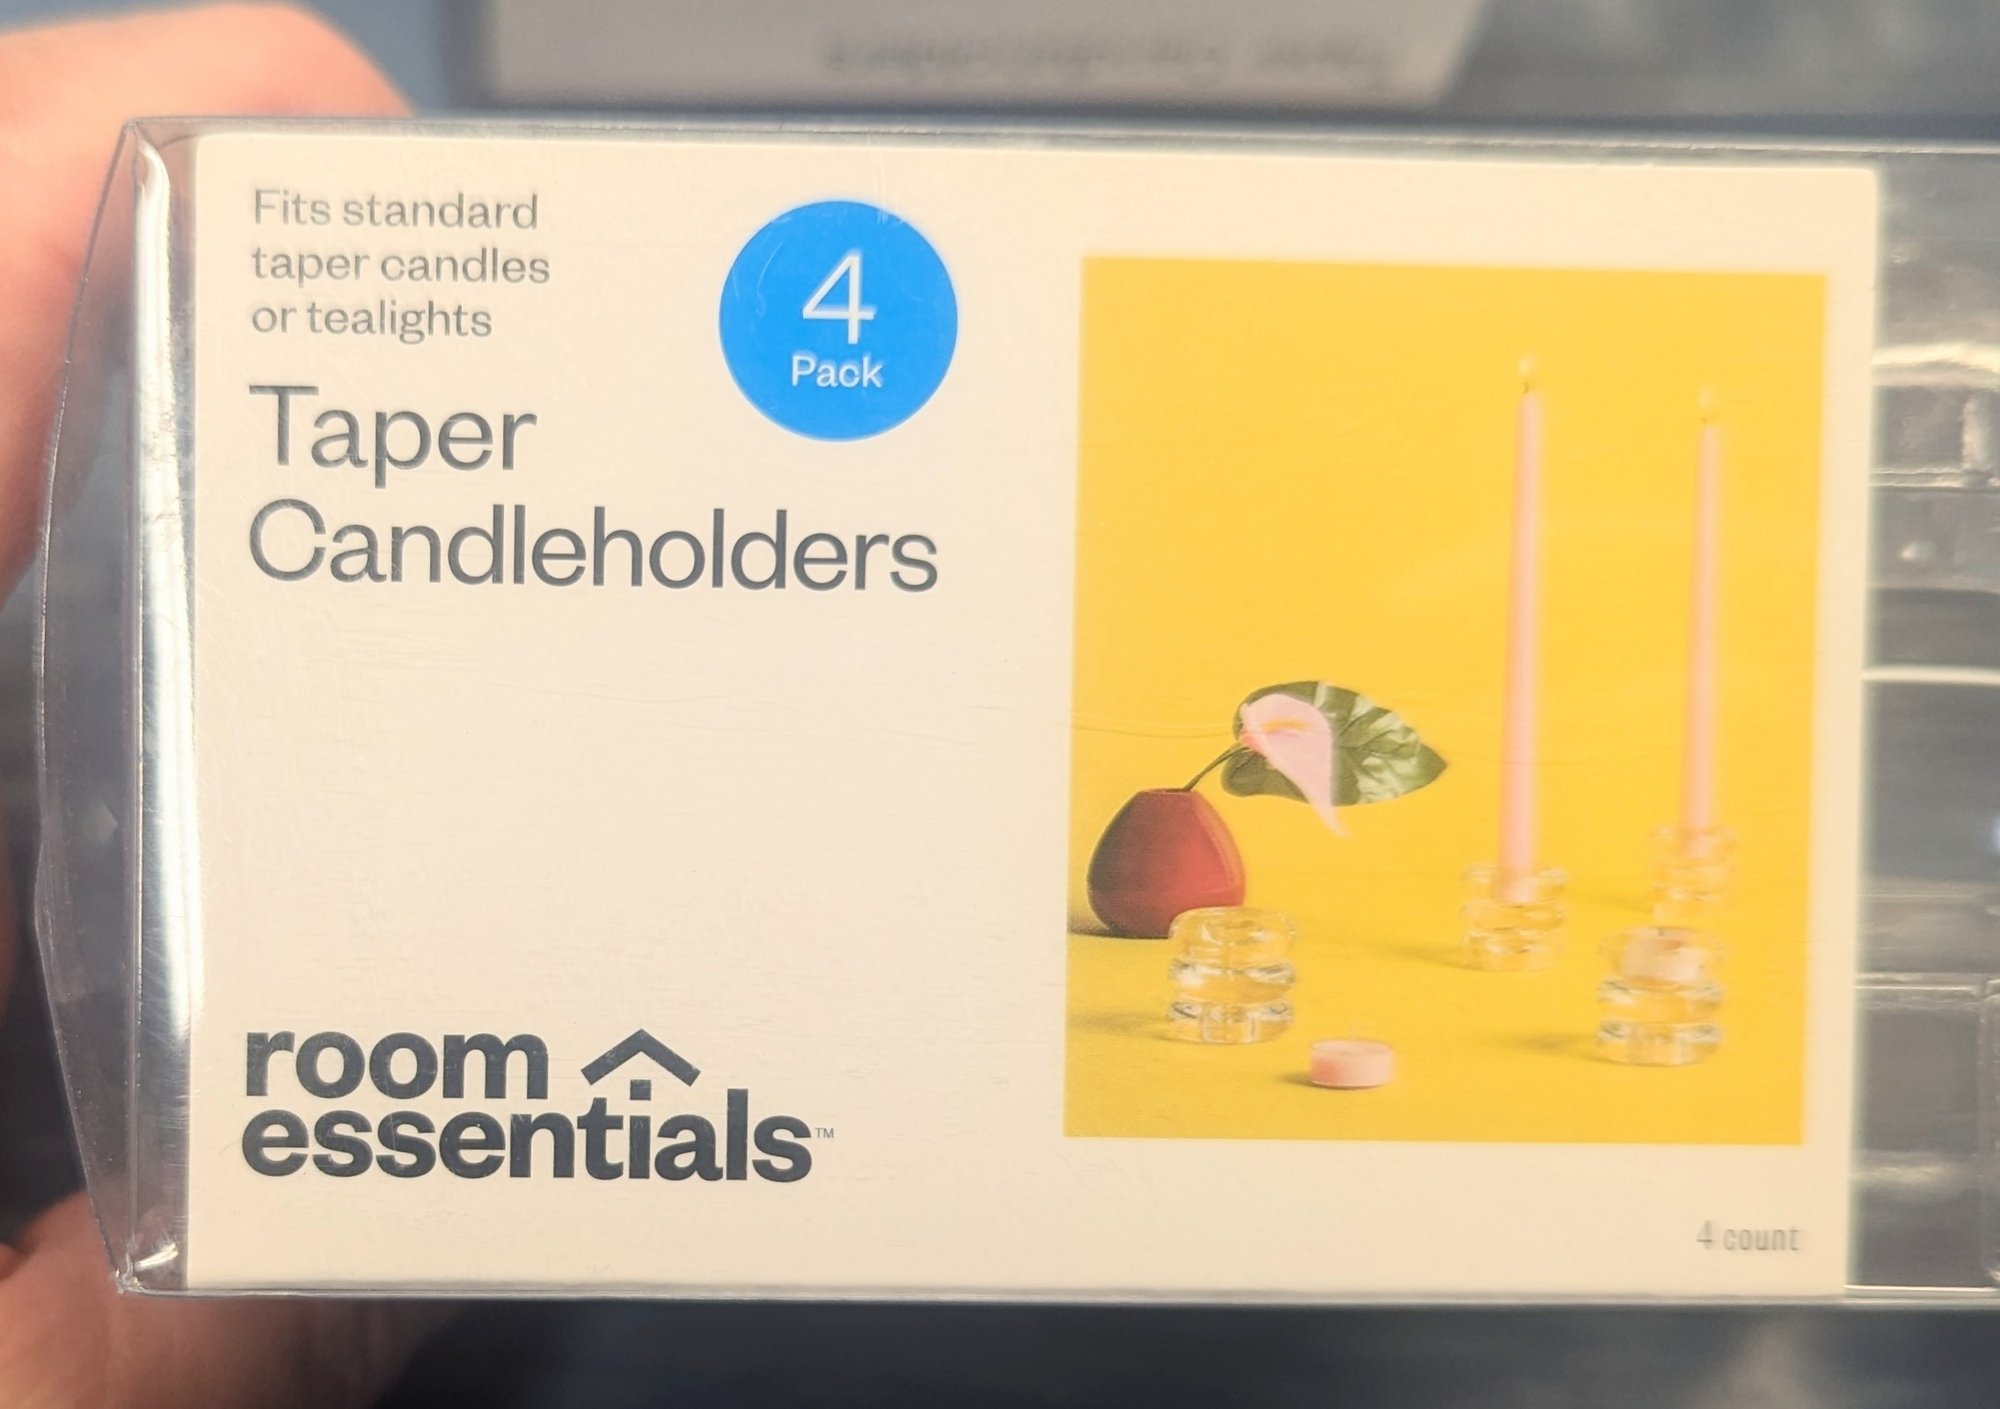 Fits standard
taper candles
or tealights
4
Pack
Taper
Candleholders
room
essentials™
4 count